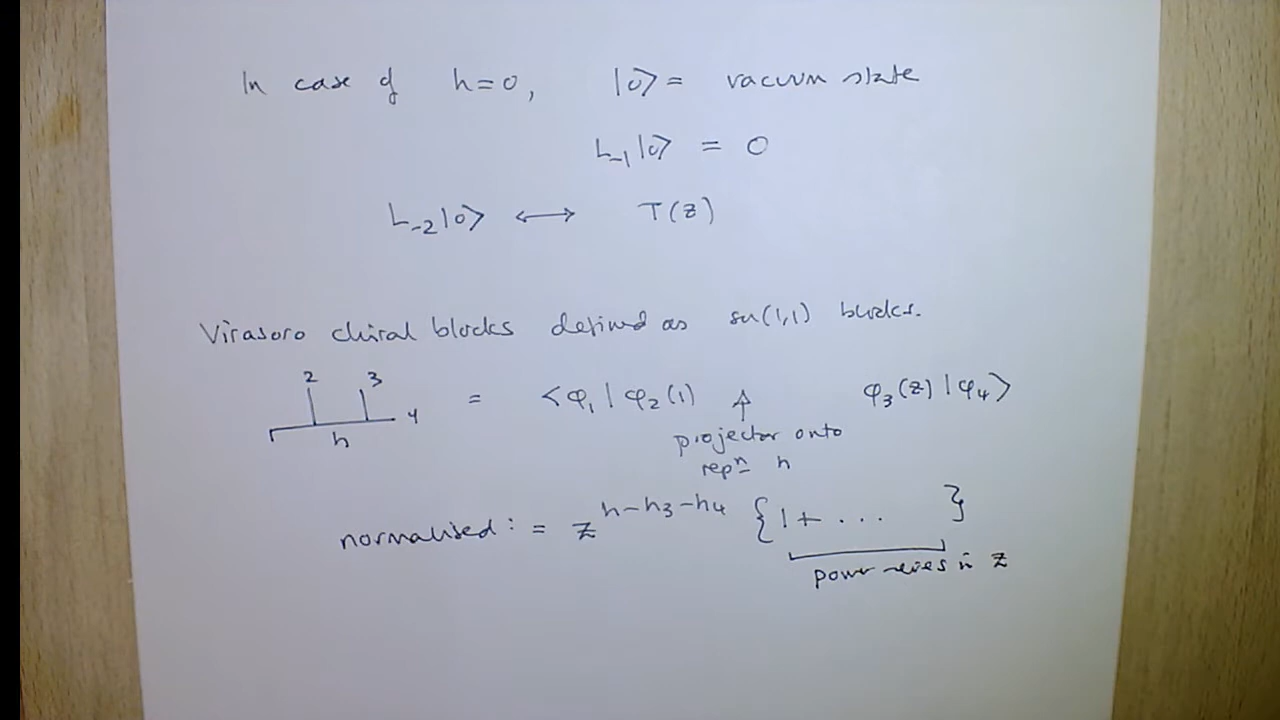 In case of h=0, |0> = vacuum state
L₋₁|0> = 0
L₋₂|0> ⟷ T(z)
Virasoro chiral blocks defined as su(1,1) blocks.
2 3
4 = <φ₁|φ₂(1) ↑ φ₃(z)|φ₄>
h
projector onto
repⁿ h
normalised: = z^{h-h₃-h₄} {1+ ... }
power series in z